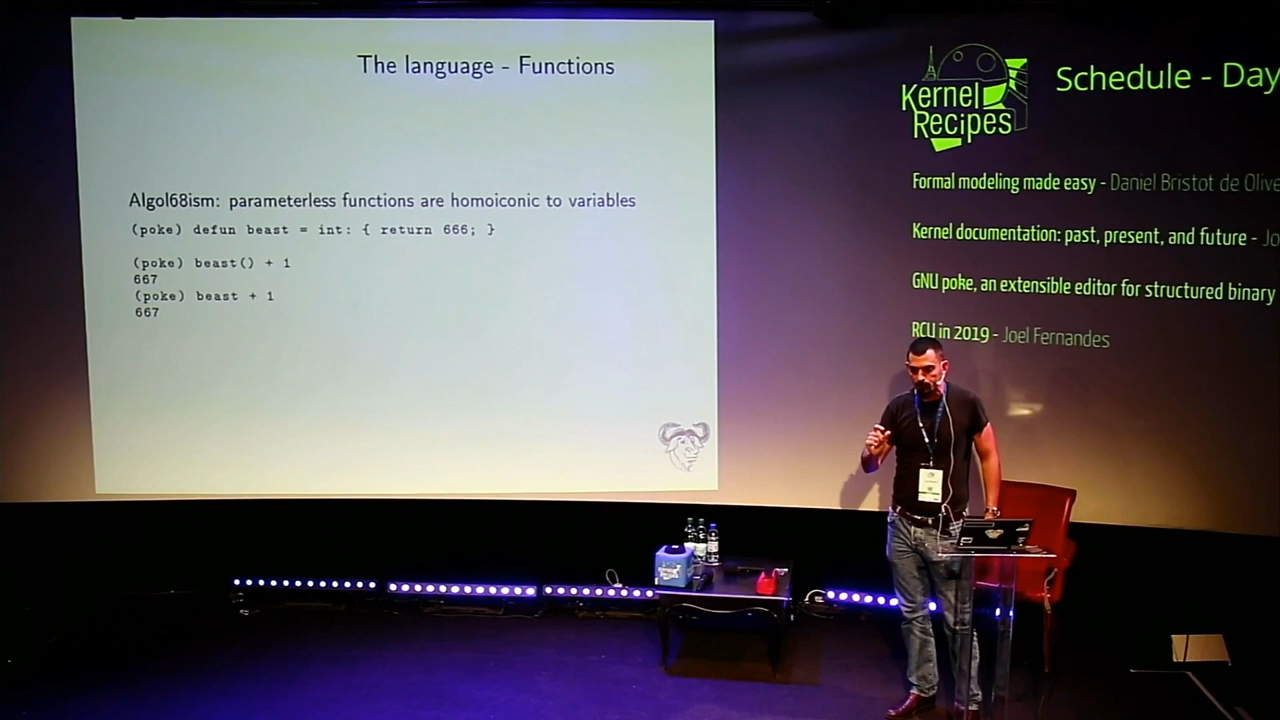 The language - Functions
Algol68ism: parameterless functions are homoiconic to variables
(poke) defun beast = int: { return 666; }
(poke) beast() + 1
667
(poke) beast + 1
667
Kernel
Recipes
Schedule - Day
Formal modeling made easy - Daniel Bristot de Olive
Kernel documentation: past, present, and future - Jo
GNU poke, an extensible editor for structured binary
RCU in 2019 - Joel Fernandes